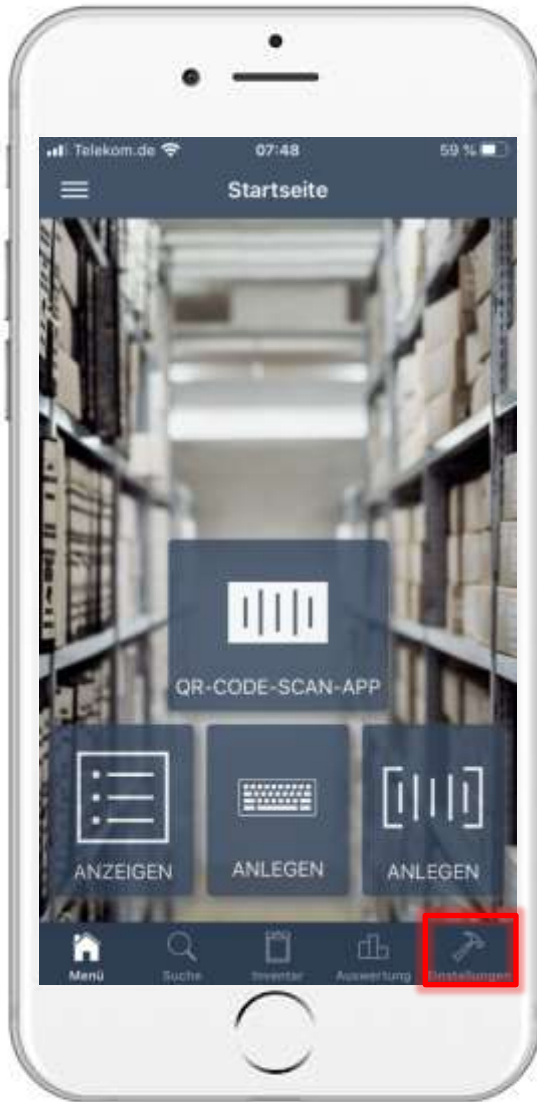 Telekom.de 07:48 59 %
Startseite
QR-CODE-SCAN-APP
ANZEIGEN ANLEGEN ANLEGEN
Menü Suche Inventar Auswertung Einstellungen